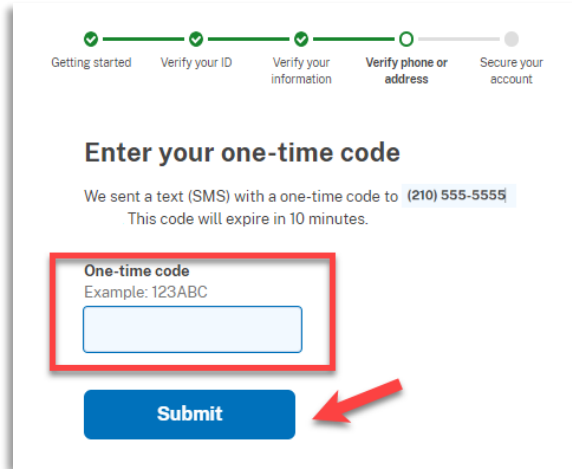 Getting started
Verify your ID
Verify your
information
Verify phone or
address
Secure your
account
Enter your one-time code
We sent a text (SMS) with a one-time code to (210) 555-5555
This code will expire in 10 minutes.
One-time code
Example: 123ABC
Submit